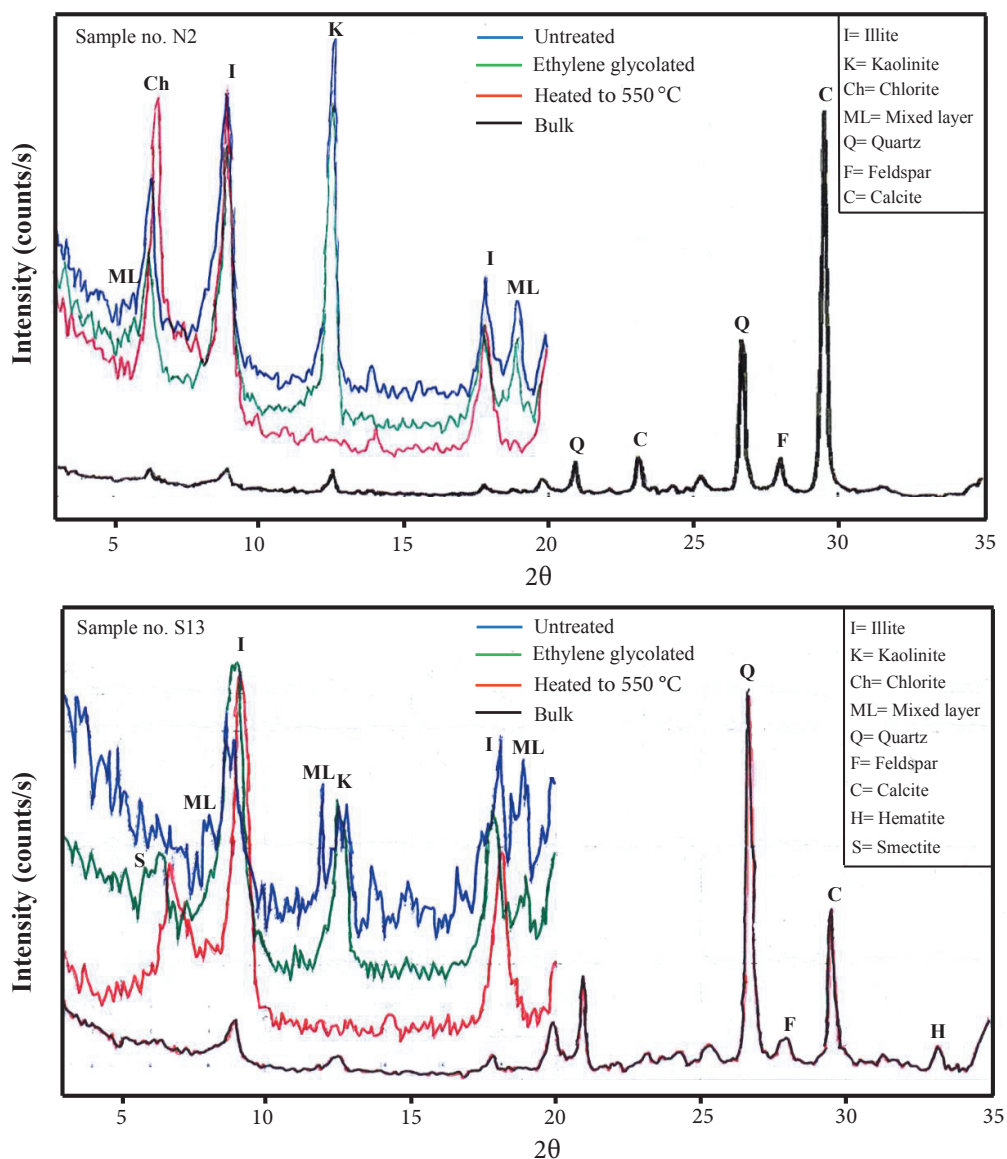 Sample no. N2
Untreated
Ethylene glycolated
Heated to 550 °C
Bulk
I= Illite
K= Kaolinite
Ch= Chlorite
ML= Mixed layer
Q= Quartz
F= Feldspar
C= Calcite
Ch
I
K
ML
I
ML
Q
C
Q
F
C
Intensity (counts/s)
5 10 15 20 25 30 35
2θ
Sample no. S13
Untreated
Ethylene glycolated
Heated to 550 °C
Bulk
I= Illite
K= Kaolinite
Ch= Chlorite
ML= Mixed layer
Q= Quartz
F= Feldspar
C= Calcite
H= Hematite
S= Smectite
S
ML
I
ML
K
I
ML
Q
F
C
H
Intensity (counts/s)
5 10 15 20 25 30 35
2θ